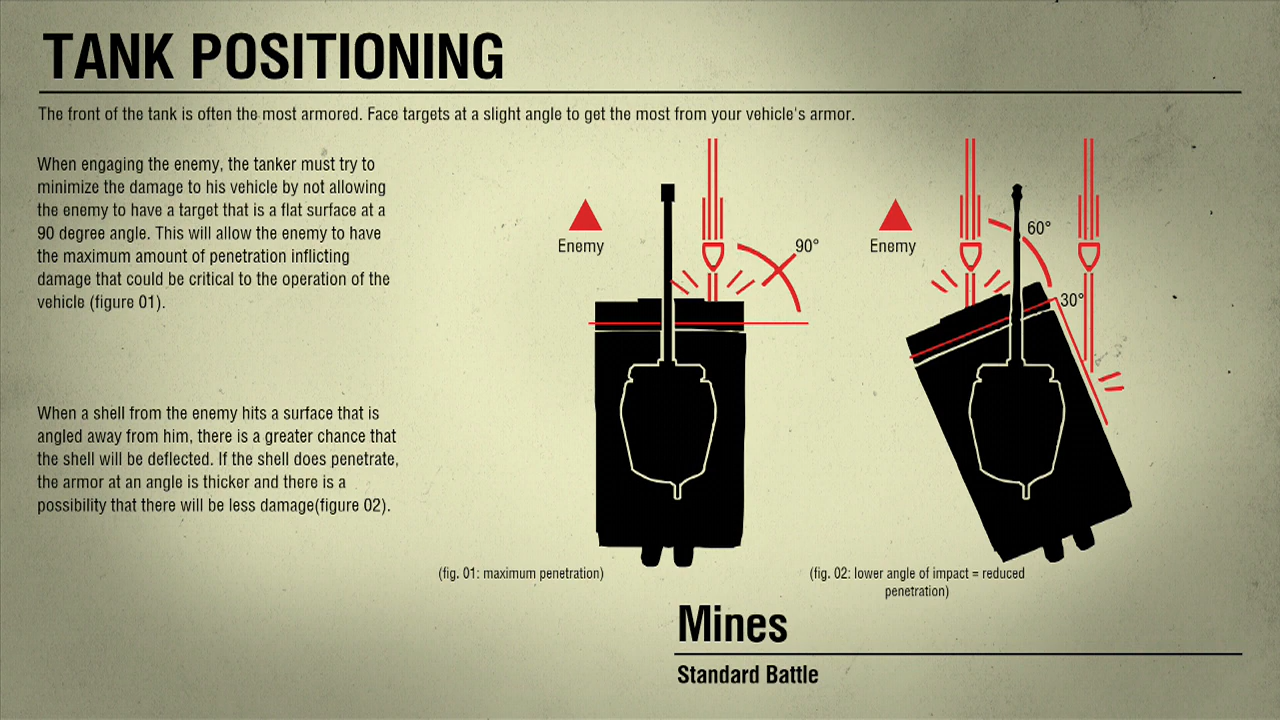 TANK POSITIONING
The front of the tank is often the most armored. Face targets at a slight angle to get the most from your vehicle's armor.
When engaging the enemy, the tanker must try to
minimize the damage to his vehicle by not allowing
the enemy to have a target that is a flat surface at a
90 degree angle. This will allow the enemy to have
the maximum amount of penetration inflicting
damage that could be critical to the operation of the
vehicle (figure 01).
When a shell from the enemy hits a surface that is
angled away from him, there is a greater chance that
the shell will be deflected. If the shell does penetrate,
the armor at an angle is thicker and there is a
possibility that there will be less damage(figure 02).
Enemy
90°
(fig. 01: maximum penetration)
Enemy
60°
30°
(fig. 02: lower angle of impact = reduced
penetration)
Mines
Standard Battle